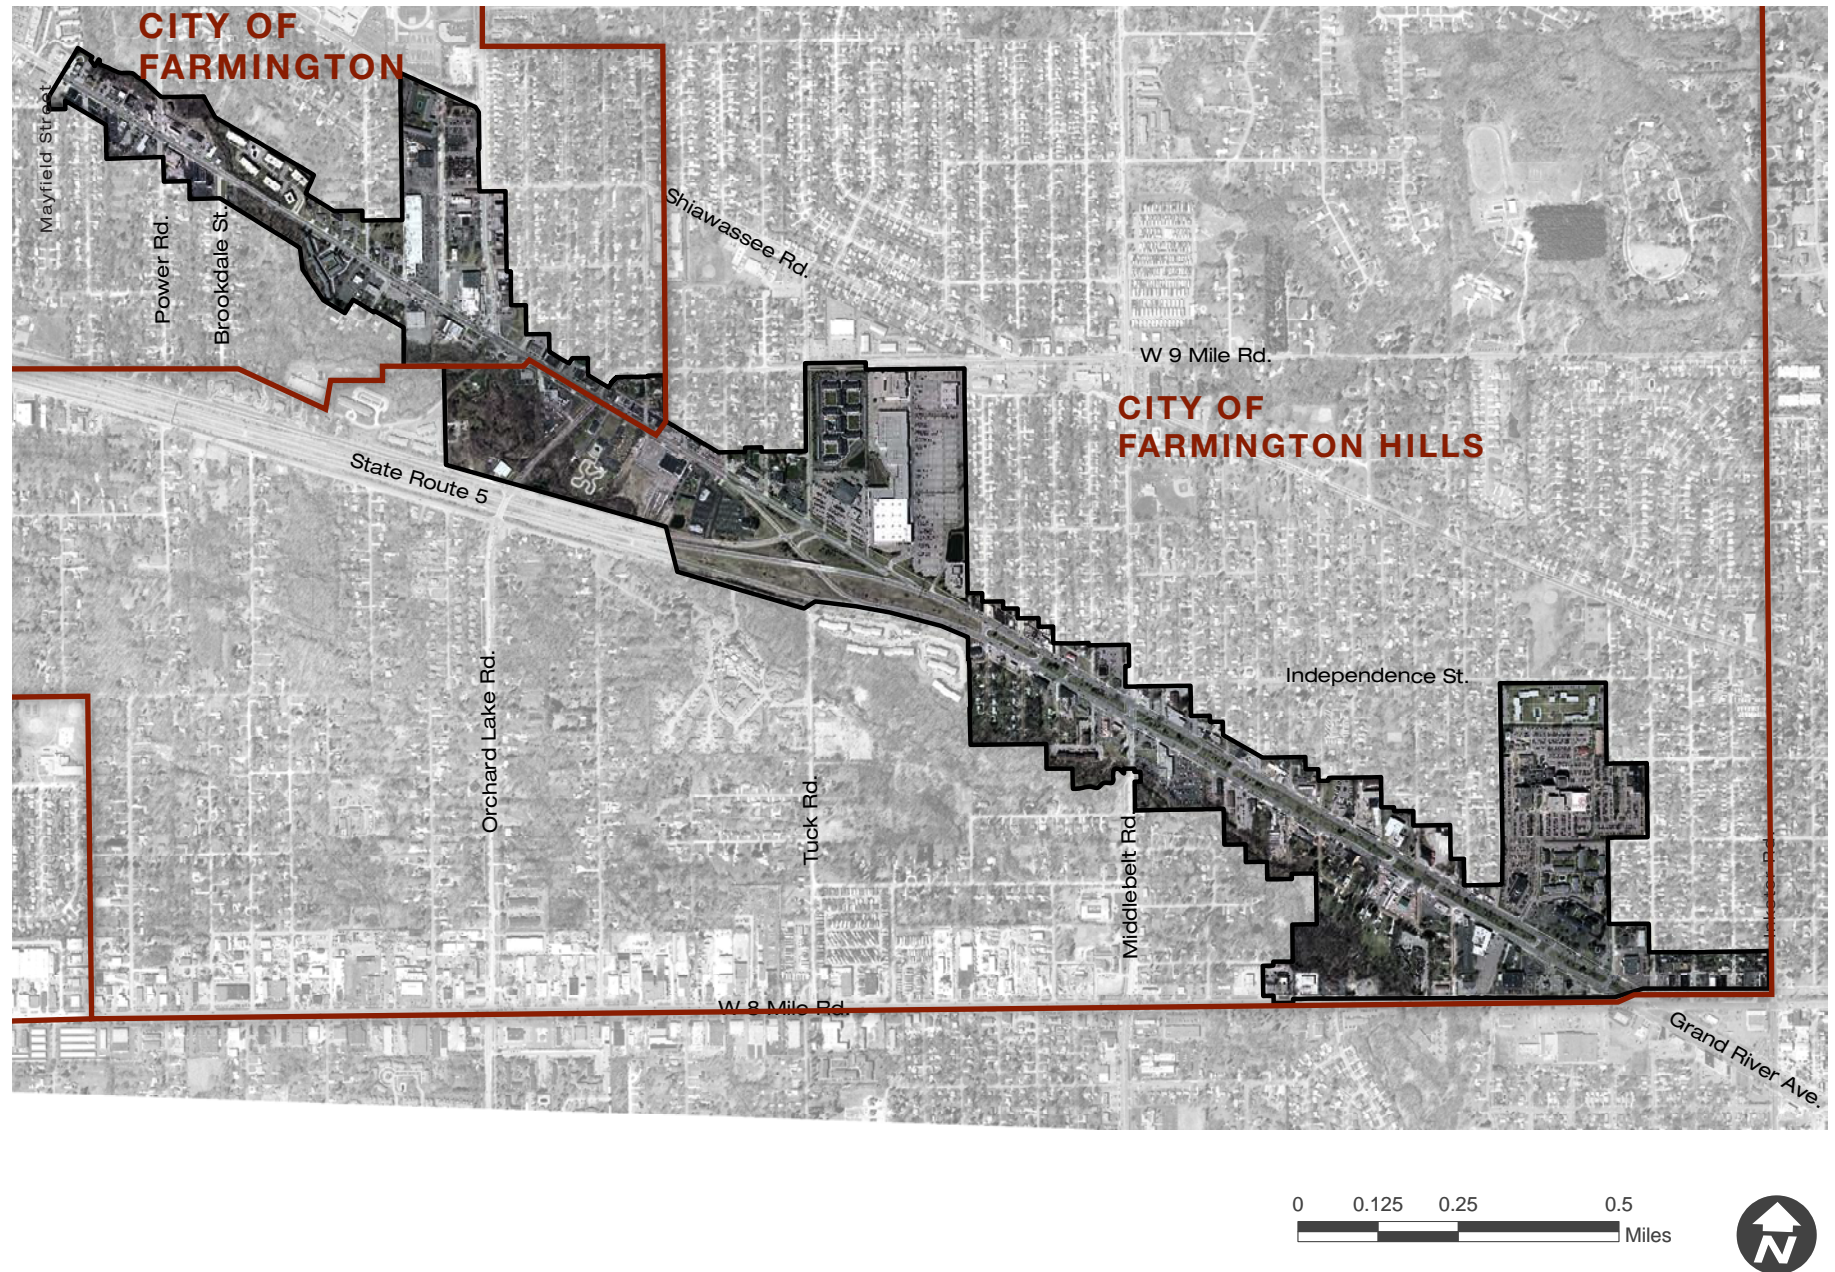 CITY OF
FARMINGTON
Mayfield Street
Power Rd.
Brookdale St.
Shiawassee Rd.
W 9 Mile Rd.
CITY OF
FARMINGTON HILLS
State Route 5
Orchard Lake Rd.
Tuck Rd.
Middlebelt Rd.
Independence St.
Inkster Rd.
W 8 Mile Rd.
Grand River Ave.
0 0.125 0.25 0.5
Miles
N